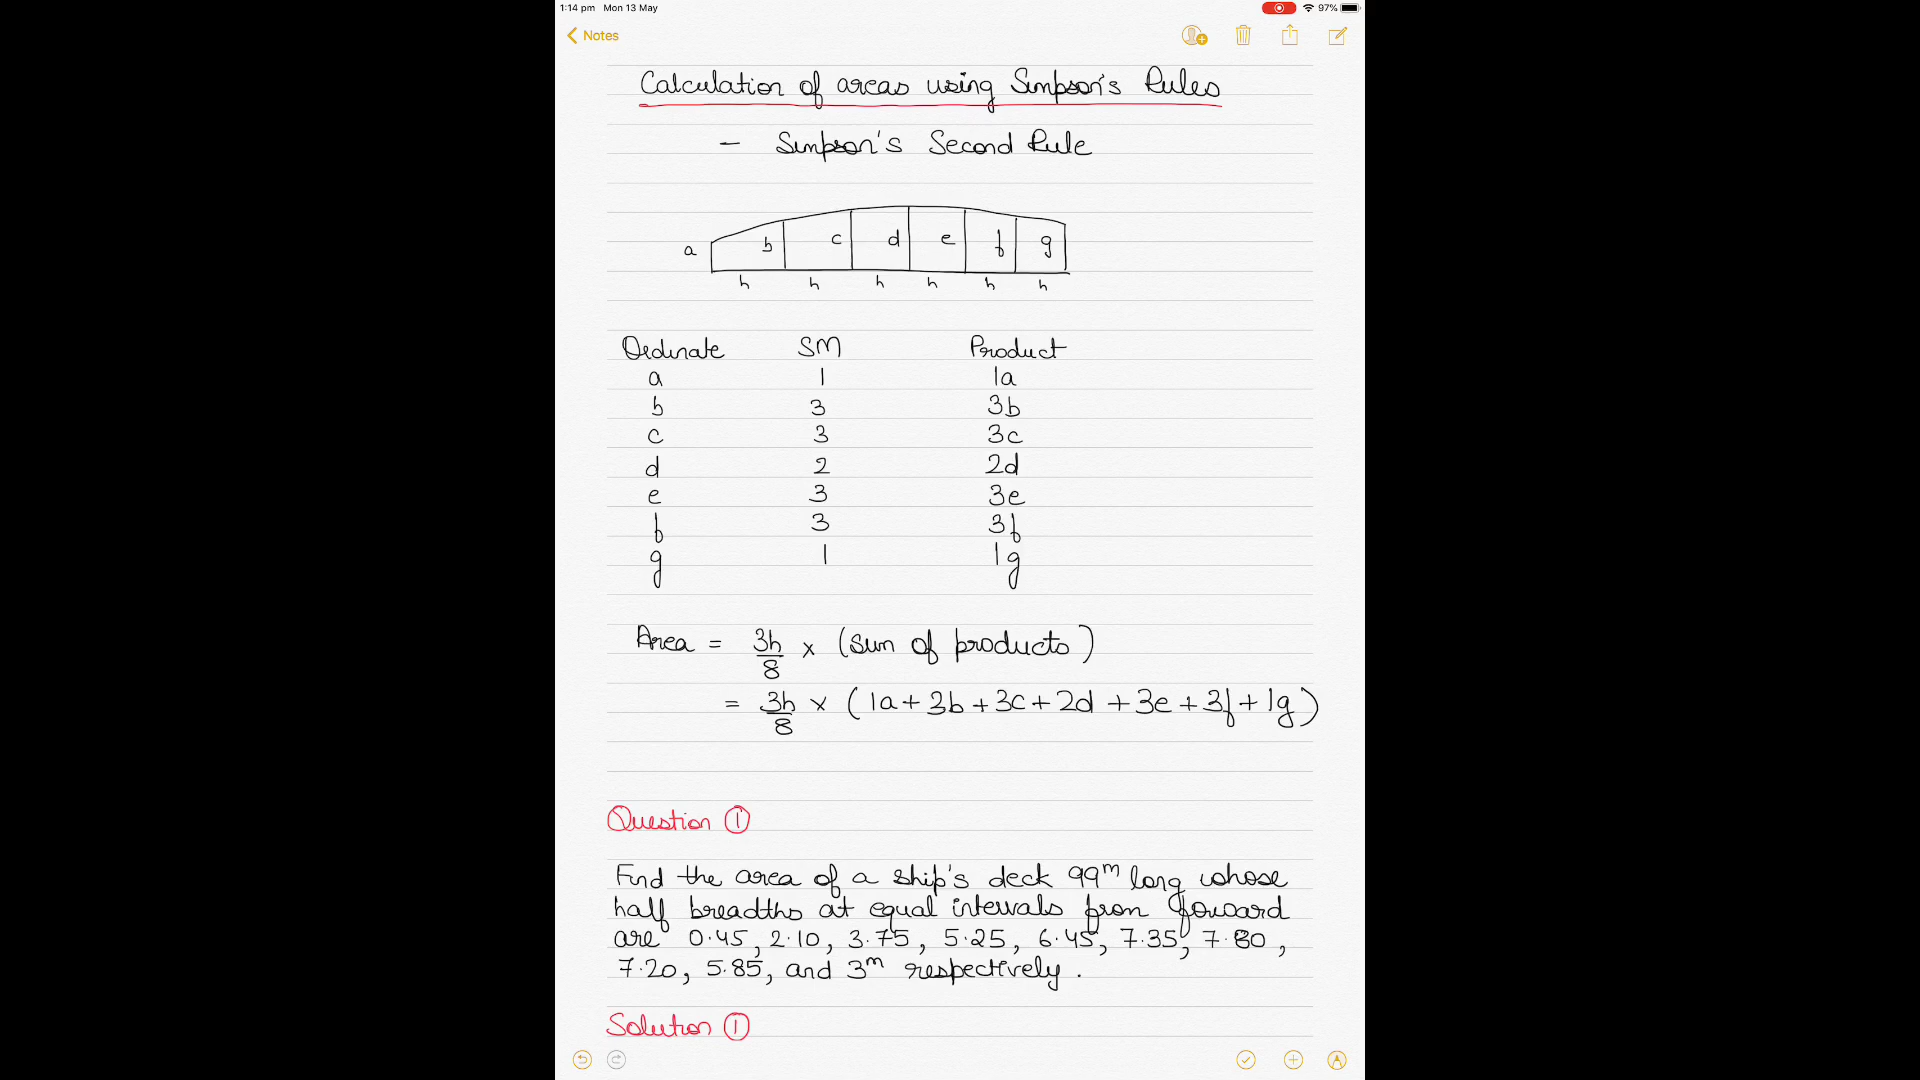 1:14 pm Mon 13 May 97%
Notes
Calculation of areas using Simpson's Rules
- Simpson's Second Rule
a b c d e f g
h h h h h h
Ordinate SM Product
a 1 1a
b 3 3b
c 3 3c
d 2 2d
e 3 3e
f 3 3f
g 1 1g
Area = 3h/8 × (sum of products)
= 3h/8 × (1a+3b+3c+2d+3e+3f+1g)
Question ①
Find the area of a ship's deck 99m long whose
half breadths at equal intervals from forward
are 0.45, 2.10, 3.75, 5.25, 6.45, 7.35, 7.80,
7.20, 5.85, and 3m respectively.
Solution ①